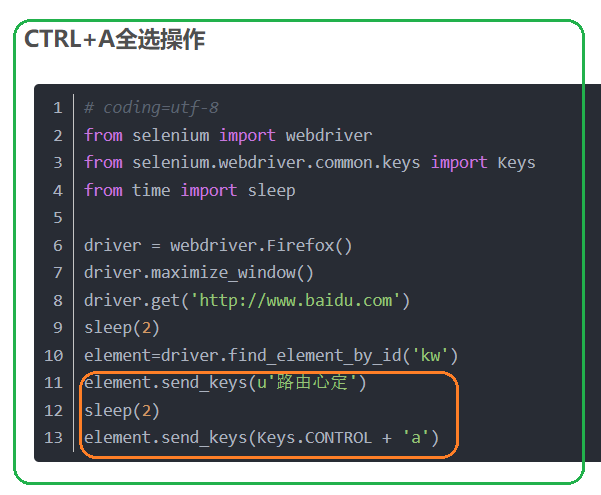 CTRL+A全选操作
1 # coding=utf-8
2 from selenium import webdriver
3 from selenium.webdriver.common.keys import Keys
4 from time import sleep
5
6 driver = webdriver.Firefox()
7 driver.maximize_window()
8 driver.get('http://www.baidu.com')
9 sleep(2)
10 element=driver.find_element_by_id('kw')
11 element.send_keys(u'路由心定')
12 sleep(2)
13 element.send_keys(Keys.CONTROL + 'a')